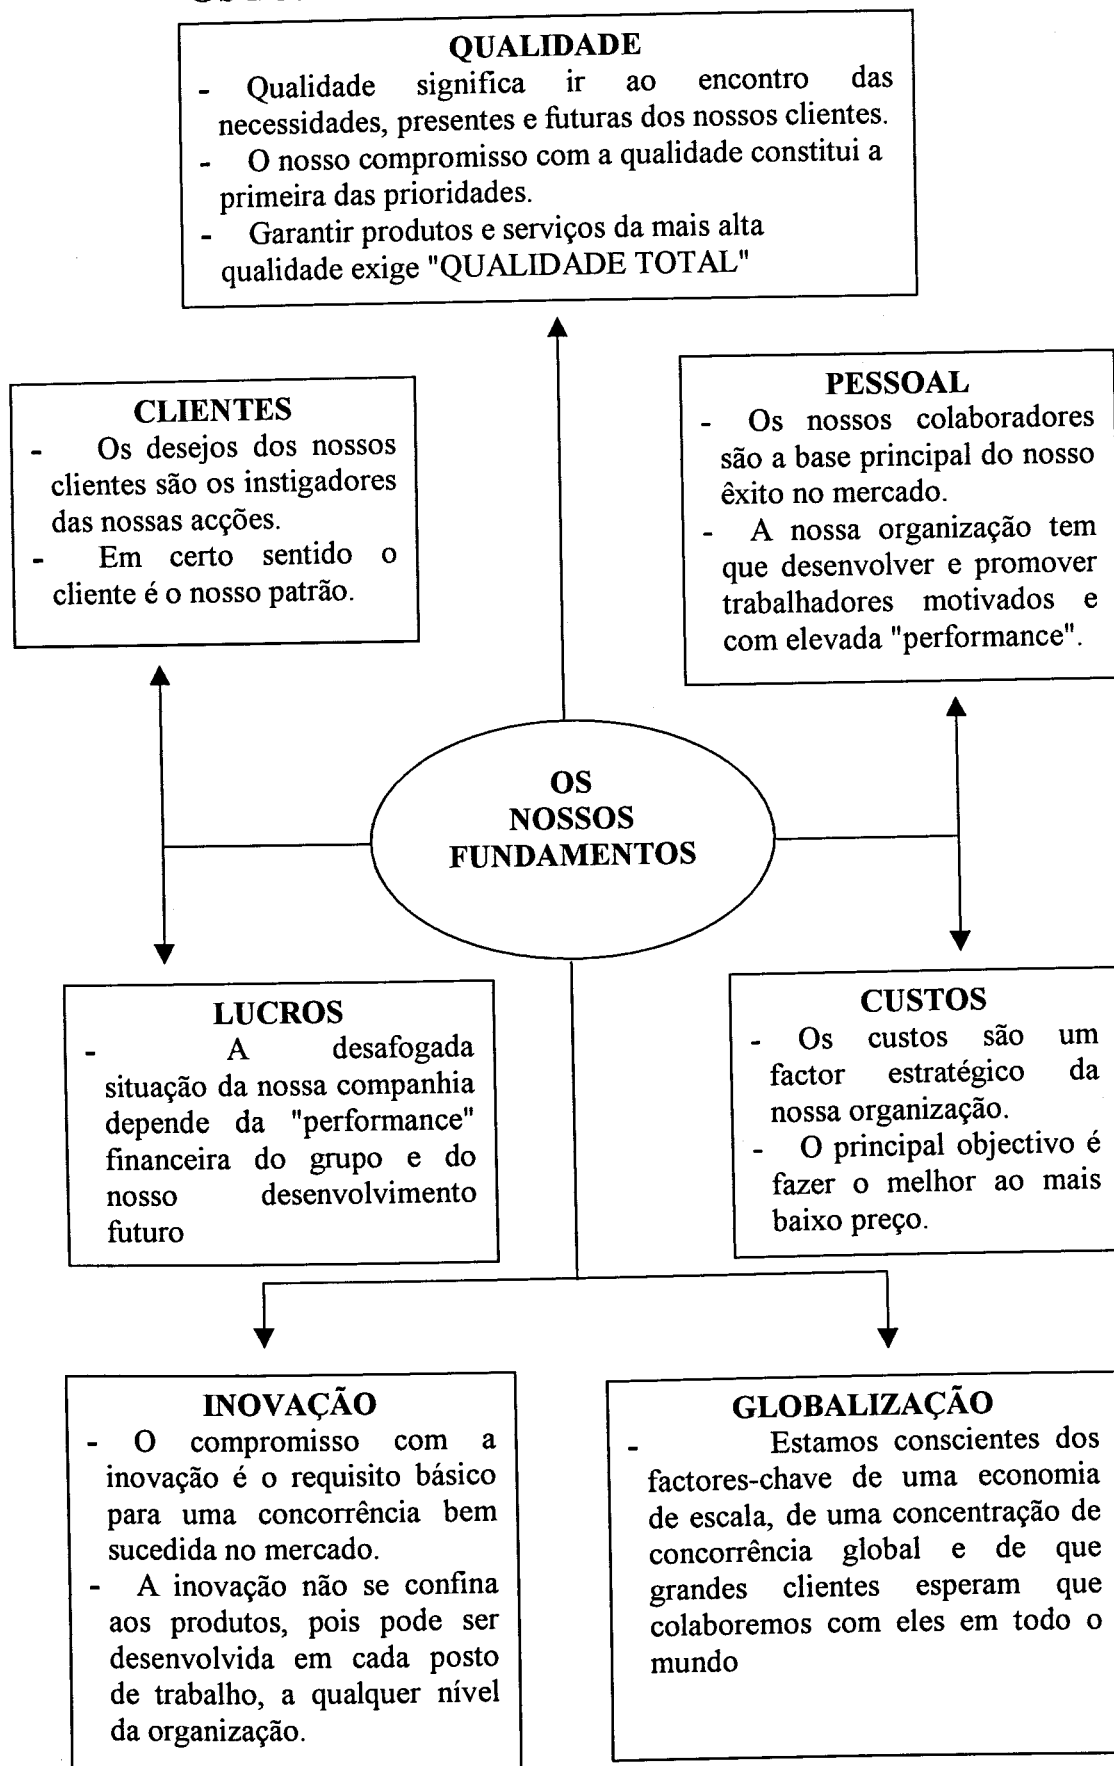 QUALIDADE
- Qualidade significa ir ao encontro das
necessidades, presentes e futuras dos nossos clientes.
- O nosso compromisso com a qualidade constitui a
primeira das prioridades.
- Garantir produtos e serviços da mais alta
qualidade exige "QUALIDADE TOTAL"
CLIENTES
- Os desejos dos nossos
clientes são os instigadores
das nossas acções.
- Em certo sentido o
cliente é o nosso patrão.
PESSOAL
- Os nossos colaboradores
são a base principal do nosso
êxito no mercado.
- A nossa organização tem
que desenvolver e promover
trabalhadores motivados e
com elevada "performance".
OS
NOSSOS
FUNDAMENTOS
LUCROS
- A desafogada
situação da nossa companhia
depende da "performance"
financeira do grupo e do
nosso desenvolvimento
futuro
CUSTOS
- Os custos são um
factor estratégico da
nossa organização.
- O principal objectivo é
fazer o melhor ao mais
baixo preço.
INOVAÇÃO
- O compromisso com a
inovação é o requisito básico
para uma concorrência bem
sucedida no mercado.
- A inovação não se confina
aos produtos, pois pode ser
desenvolvida em cada posto
de trabalho, a qualquer nível
da organização.
GLOBALIZAÇÃO
- Estamos conscientes dos
factores-chave de uma economia
de escala, de uma concentração de
concorrência global e de que
grandes clientes esperam que
colaboremos com eles em todo o
mundo